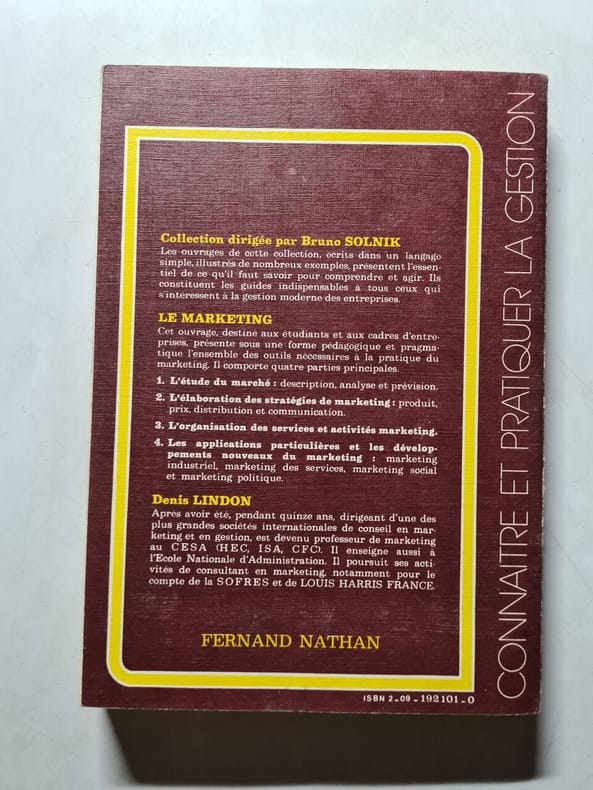 Collection dirigée par Bruno SOLNIK
Les ouvrages de cette collection, écrits dans un langage
simple, illustrés de nombreux exemples, présentent l'essen-
tiel de ce qu'il faut savoir pour comprendre et agir. Ils
constituent les guides indispensables à tous ceux qui
s'intéressent à la gestion moderne des entreprises.
LE MARKETING
Cet ouvrage, destiné aux étudiants et aux cadres d'entre-
prises, présente sous une forme pédagogique et pragma-
tique l'ensemble des outils nécessaires à la pratique du
marketing. Il comporte quatre parties principales.
1. L'étude du marché : description, analyse et prévision.
2. L'élaboration des stratégies de marketing : produit,
prix, distribution et communication.
3. L'organisation des services et activités marketing.
4. Les applications particulières et les dévelop-
pements nouveaux du marketing : marketing
industriel, marketing des services, marketing social
et marketing politique.
Denis LINDON
Après avoir été, pendant quinze ans, dirigeant d'une des
plus grandes sociétés internationales de conseil en mar-
keting et en gestion, est devenu professeur de marketing
au CESA (HEC, ISA, CFC). Il enseigne aussi à
l'Ecole Nationale d'Administration. Il poursuit ses acti-
vités de consultant en marketing, notamment pour le
compte de la SOFRES et de LOUIS HARRIS FRANCE.
FERNAND NATHAN
ISBN 2-09-192101-0
CONNAITRE ET PRATIQUER LA GESTION